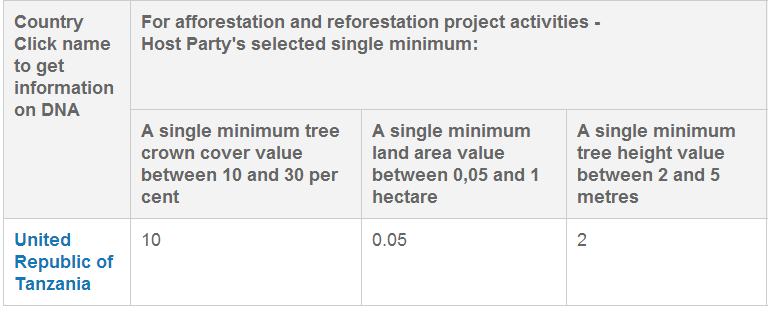 Country
Click name
to get
information
on DNA
For afforestation and reforestation project activities -
Host Party's selected single minimum:
A single minimum tree
crown cover value
between 10 and 30 per
cent
A single minimum
land area value
between 0,05 and 1
hectare
A single minimum
tree height value
between 2 and 5
metres
United
Republic of
Tanzania
10
0.05
2